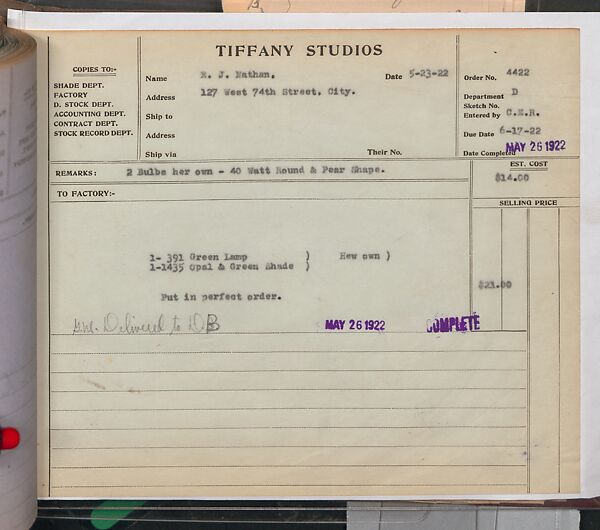 TIFFANY STUDIOS
COPIES TO:-
SHADE DEPT.
FACTORY
D. STOCK DEPT.
ACCOUNTING DEPT.
CONTRACT DEPT.
STOCK RECORD DEPT.
Name J. Nathan. Date 5-23-22
Address 127 West 74th Street, City.
Ship to
Address
Ship via Their No.
Order No. 4422
Department D
Sketch No.
Entered by C.E.R.
Due Date 6-17-22
Date Completed MAY 26 1922
REMARKS: 2 Bulbs her own - 40 Watt Round & Pear Shape.
EST. COST
$14.00
TO FACTORY:-
SELLING PRICE
1- 391 Green Lamp ) Her own )
1-1435 Opal & Green Shade )
$21.00
Put in perfect order.
Delivered to DB MAY 26 1922 COMPLETE